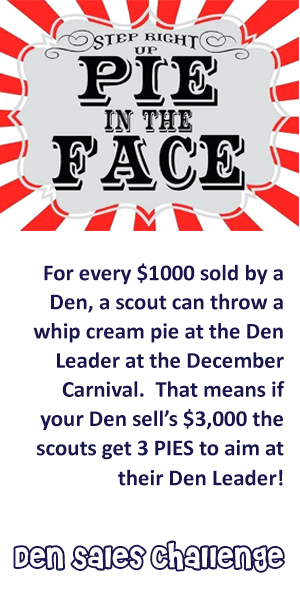 STEP RIGHT
UP
PIE
IN THE
FACE
For every $1000 sold by a
Den, a scout can throw a
whip cream pie at the Den
Leader at the December
Carnival.  That means if
your Den sell's $3,000 the
scouts get 3 PIES to aim at
their Den Leader!
Den Sales Challenge